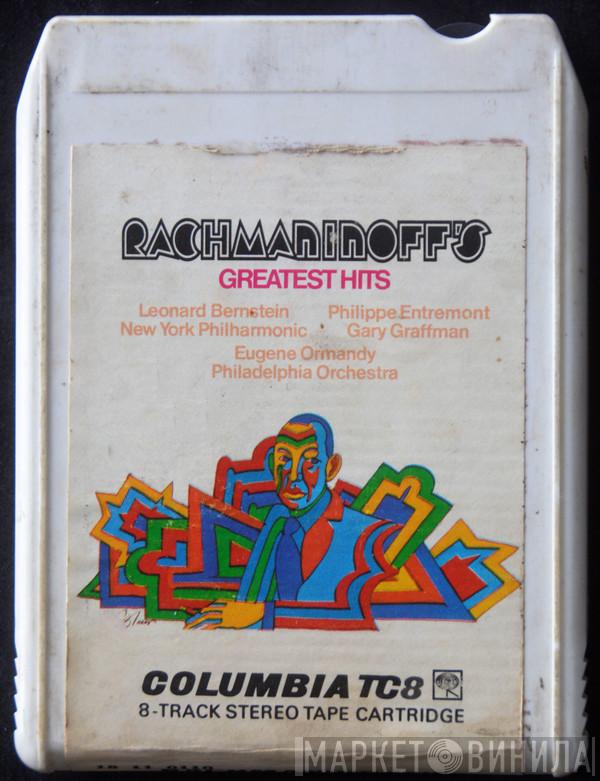 RACHMANINOFF'S
GREATEST HITS
Leonard Bernstein Philippe Entremont
New York Philharmonic Gary Graffman
Eugene Ormandy
Philadelphia Orchestra
COLUMBIA TC8
8-TRACK STEREO TAPE CARTRIDGE
МАРКЕТ ВИНИЛА